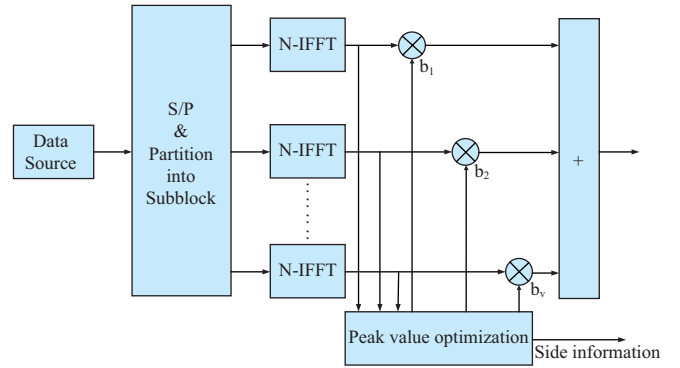 Data
Source
S/P
&
Partition
into
Subblock
N-IFFT
N-IFFT
N-IFFT
b1
b2
bv
+
Peak value optimization
Side information